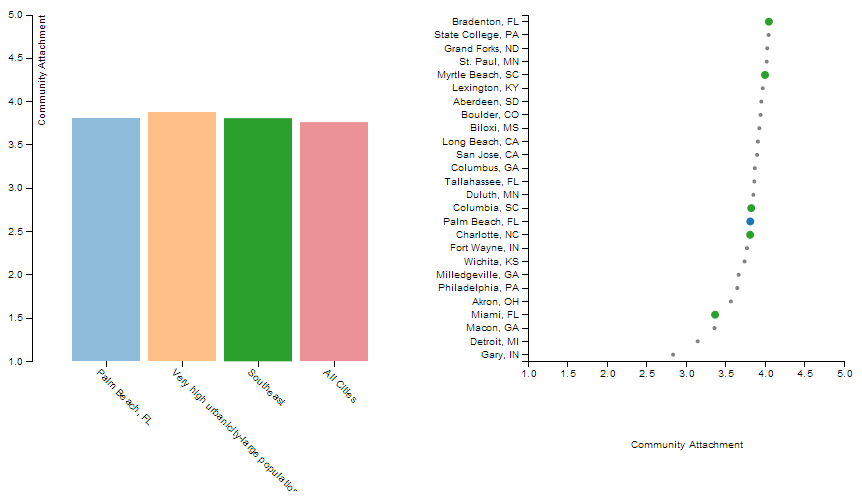 5.0
4.5
4.0
3.5
3.0
2.5
2.0
1.5
1.0
Community Attachment
Palm Beach, FL
Very high urbanicity-large populatio
Southeast
All Cities
Bradenton, FL
State College, PA
Grand Forks, ND
St. Paul, MN
Myrtle Beach, SC
Lexington, KY
Aberdeen, SD
Boulder, CO
Biloxi, MS
Long Beach, CA
San Jose, CA
Columbus, GA
Tallahassee, FL
Duluth, MN
Columbia, SC
Palm Beach, FL
Charlotte, NC
Fort Wayne, IN
Wichita, KS
Milledgeville, GA
Philadelphia, PA
Akron, OH
Miami, FL
Macon, GA
Detroit, MI
Gary, IN
1.0 1.5 2.0 2.5 3.0 3.5 4.0 4.5 5.0
Community Attachment